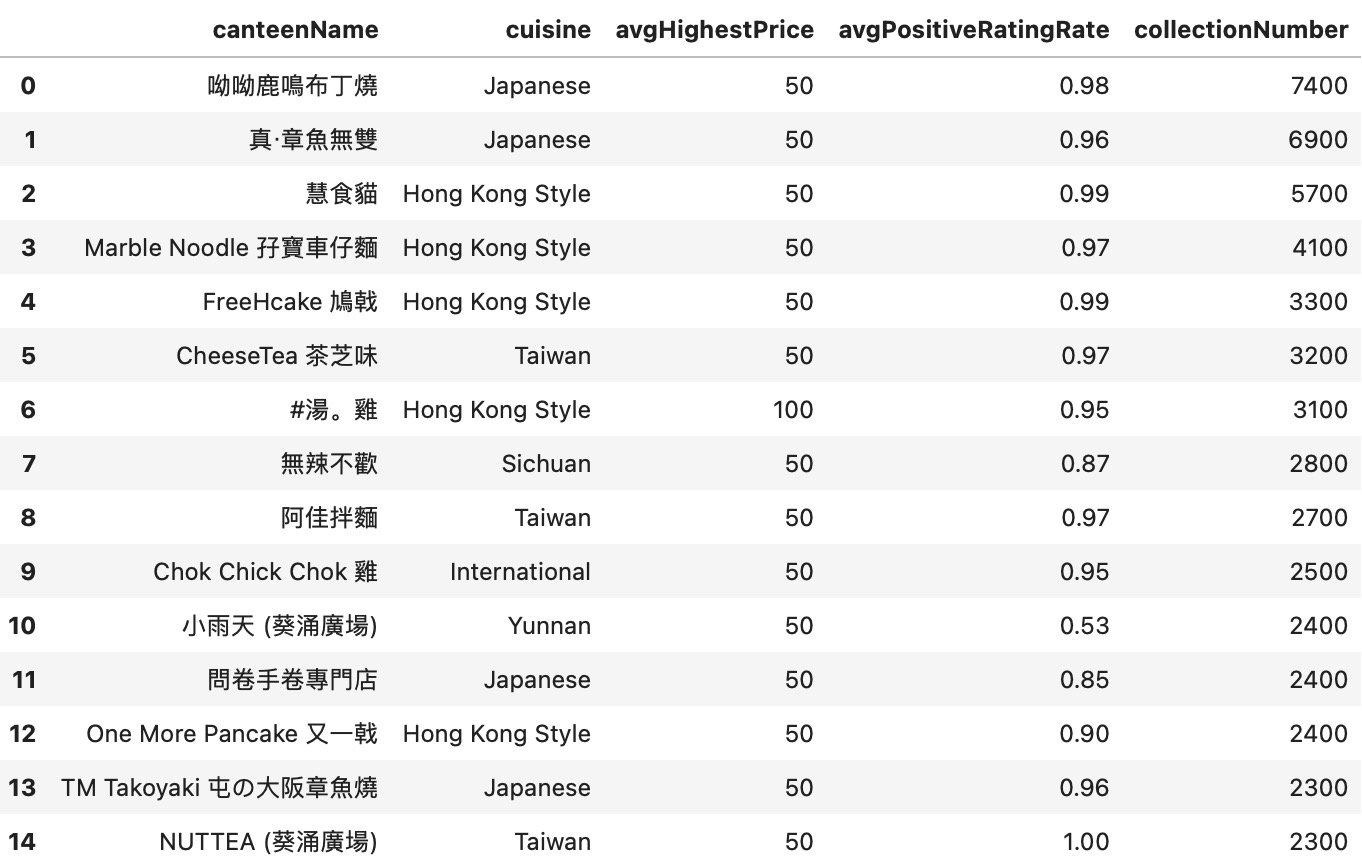 canteenName cuisine avgHighestPrice avgPositiveRatingRate collectionNumber
0 呦呦鹿鳴布丁燒 Japanese 50 0.98 7400
1 真·章魚無雙 Japanese 50 0.96 6900
2 慧食貓 Hong Kong Style 50 0.99 5700
3 Marble Noodle 孖寶車仔麵 Hong Kong Style 50 0.97 4100
4 FreeHcake 鳩戟 Hong Kong Style 50 0.99 3300
5 CheeseTea 茶芝味 Taiwan 50 0.97 3200
6 #湯。雞 Hong Kong Style 100 0.95 3100
7 無辣不歡 Sichuan 50 0.87 2800
8 阿佳拌麵 Taiwan 50 0.97 2700
9 Chok Chick Chok 雞 International 50 0.95 2500
10 小雨天 (葵涌廣場) Yunnan 50 0.53 2400
11 問卷手卷專門店 Japanese 50 0.85 2400
12 One More Pancake 又一戟 Hong Kong Style 50 0.90 2400
13 TM Takoyaki 屯の大阪章魚燒 Japanese 50 0.96 2300
14 NUTTEA (葵涌廣場) Taiwan 50 1.00 2300